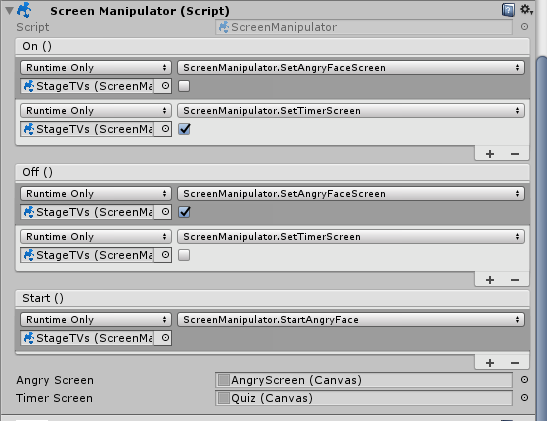 Screen Manipulator (Script)
Script ScreenManipulator
On ()
Runtime Only ScreenManipulator.SetAngryFaceScreen
StageTVs (ScreenMa
Runtime Only ScreenManipulator.SetTimerScreen
StageTVs (ScreenMa
+ −
Off ()
Runtime Only ScreenManipulator.SetAngryFaceScreen
StageTVs (ScreenMa
Runtime Only ScreenManipulator.SetTimerScreen
StageTVs (ScreenMa
+ −
Start ()
Runtime Only ScreenManipulator.StartAngryFace
StageTVs (ScreenMa
+ −
Angry Screen AngryScreen (Canvas)
Timer Screen Quiz (Canvas)